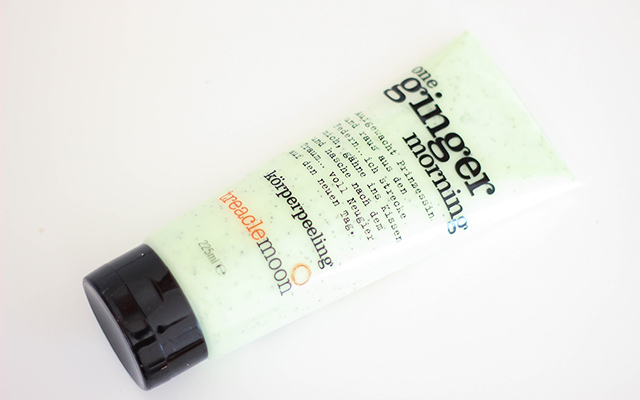 one
ginger
morning
Aufgewacht Prinzessin
und raus aus den
Federn... ich strecke
mich, gähne ins Kissen
und hasche nach dem
Traum... voll Neugier
auf den neuen Tag.
körperpeeling
treaclemoon
225ml ℮